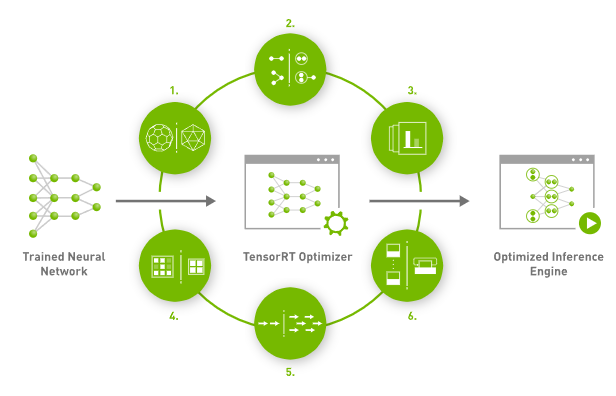 2.
1.
3.
Trained Neural
Network
TensorRT Optimizer
Optimized Inference
Engine
4.
6.
5.